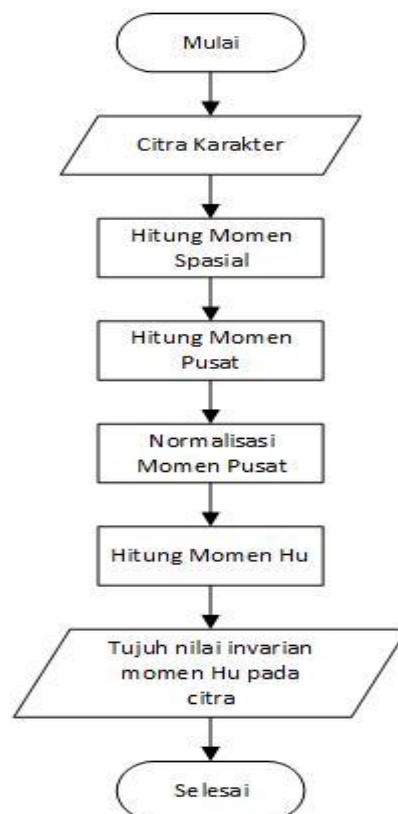 Mulai
Citra Karakter
Hitung Momen
Spasial
Hitung Momen
Pusat
Normalisasi
Momen Pusat
Hitung Momen Hu
Tujuh nilai invarian
momen Hu pada
citra
Selesai